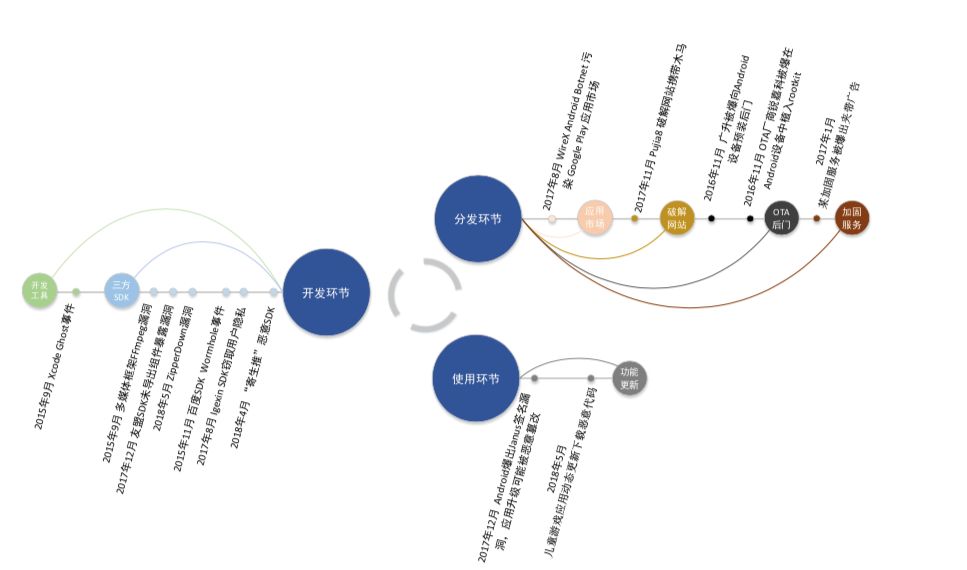 2017年8月 WireX Android Botnet 污
染 Google Play 应用市场
2017年11月 Pujia8 破解网站携带木马
2016年11月 广升被爆向Android
设备预装后门
2016年11月 OTA厂商锐嘉科被爆在
Android设备中植入rootkit
2017年1月
某加固服务被爆出夹带广告
分发环节
应用
市场
破解
网站
OTA
后门
加固
服务
开发
工具
三方
SDK
开发环节
2015年9月 Xcode Ghost事件
2015年9月 多媒体框架FFmpeg漏洞
2017年12月 友盟SDK未导出组件暴露漏洞
2018年5月 ZipperDown漏洞
2015年11月 百度SDK Wormhole事件
2017年8月 Igexin SDK窃取用户隐私
2018年4月 “寄生推”恶意SDK
使用环节
功能
更新
2017年12月 Android爆出Janus签名漏
洞，应用升级可能被恶意篡改
2018年5月
儿童游戏应用动态更新下载恶意代码